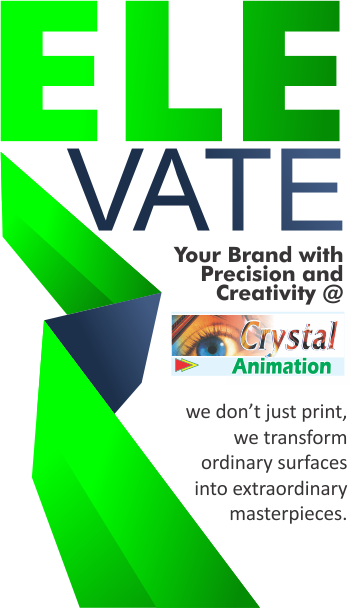 ELE
VATE
Your Brand with
Precision and
Creativity @
Crystal
Animation
we don’t just print,
we transform
ordinary surfaces
into extraordinary
masterpieces.